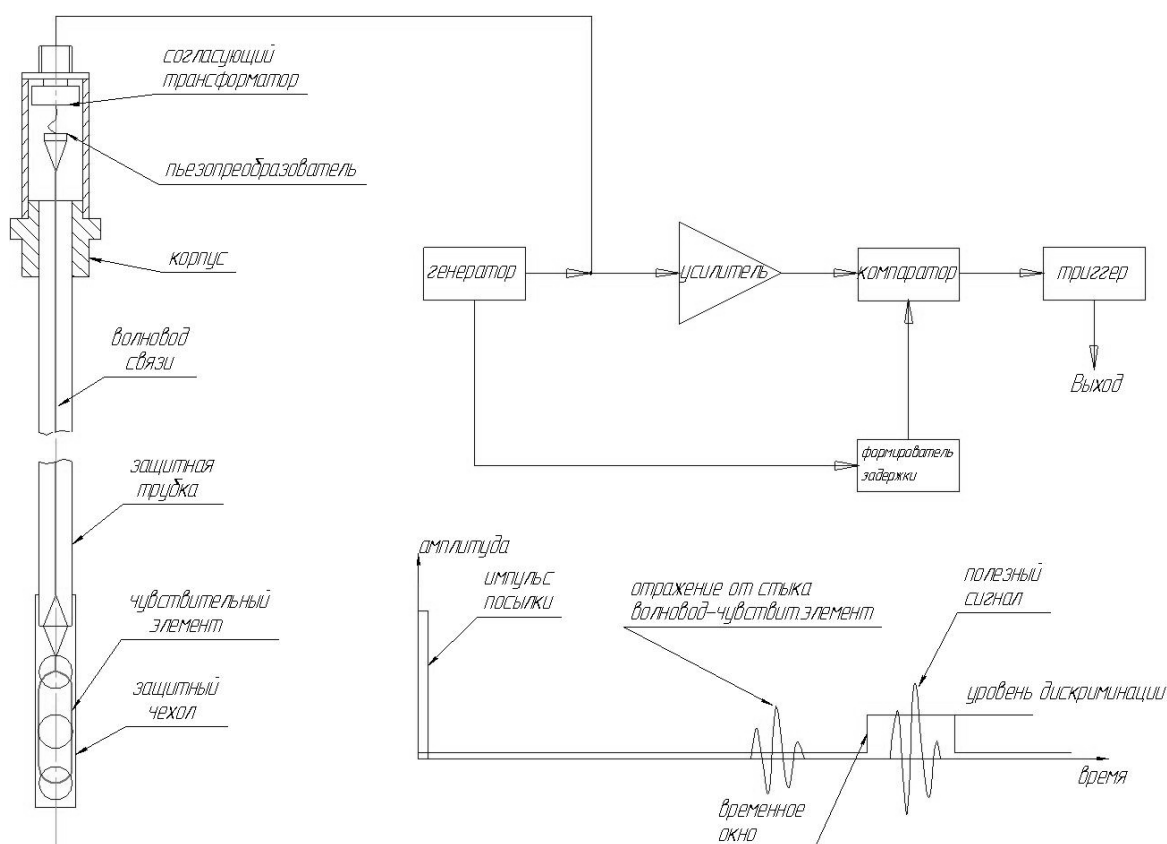 согласующий
трансформатор
пьезопреобразователь
корпус
волновод
связи
защитная
трубка
чувствительный
элемент
защитный
чехол
генератор
усилитель
компаратор
триггер
Выход
формирователь
задержки
амплитуда
импульс
посылки
отражение от стыка
волновод-чувствит.элемент
полезный
сигнал
уровень дискриминации
время
временное
окно